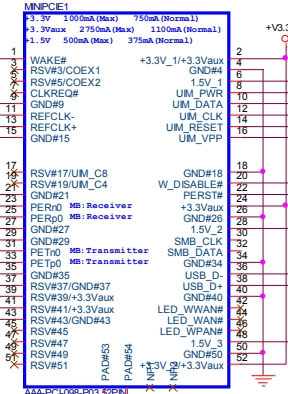 MINIPCIE1
+3.3V 1000mA(Max) 750mA(Normal)
+3.3Vaux 2750mA(Max) 1100mA(Normal)
+1.5V 500mA(Max) 375mA(Normal)
+V3.3
1 WAKE# +3.3V_1/+3.3Vaux 2
3 RSV#3/COEX1 GND#4 4
5 RSV#5/COEX2 1.5V_1 6
7 CLKREQ# UIM_PWR 8
9 GND#9 UIM_DATA 10
11 REFCLK- UIM_CLK 12
13 REFCLK+ UIM_RESET 14
15 GND#15 UIM_VPP 16
17 RSV#17/UIM_C8 GND#18 18
19 RSV#19/UIM_C4 W_DISABLE# 20
21 GND#21 PERST# 22
23 PERn0 MB:Receiver +3.3Vaux 24
25 PERp0 MB:Receiver GND#26 26
27 GND#27 1.5V_2 28
29 GND#29 SMB_CLK 30
31 PETn0 MB:Transmitter SMB_DATA 32
33 PETp0 MB:Transmitter GND#34 34
35 GND#35 USB_D- 36
37 RSV#37/GND#37 USB_D+ 38
39 RSV#39/+3.3Vaux GND#40 40
41 RSV#41/+3.3Vaux LED_WWAN# 42
43 RSV#43/GND#43 LED_WLAN# 44
45 RSV#45 LED_WPAN# 46
47 RSV#47 1.5V_3 48
49 RSV#49 GND#50 50
51 RSV#51 PAD#53 PAD#54 +3.3V_2/+3.3Vaux 52